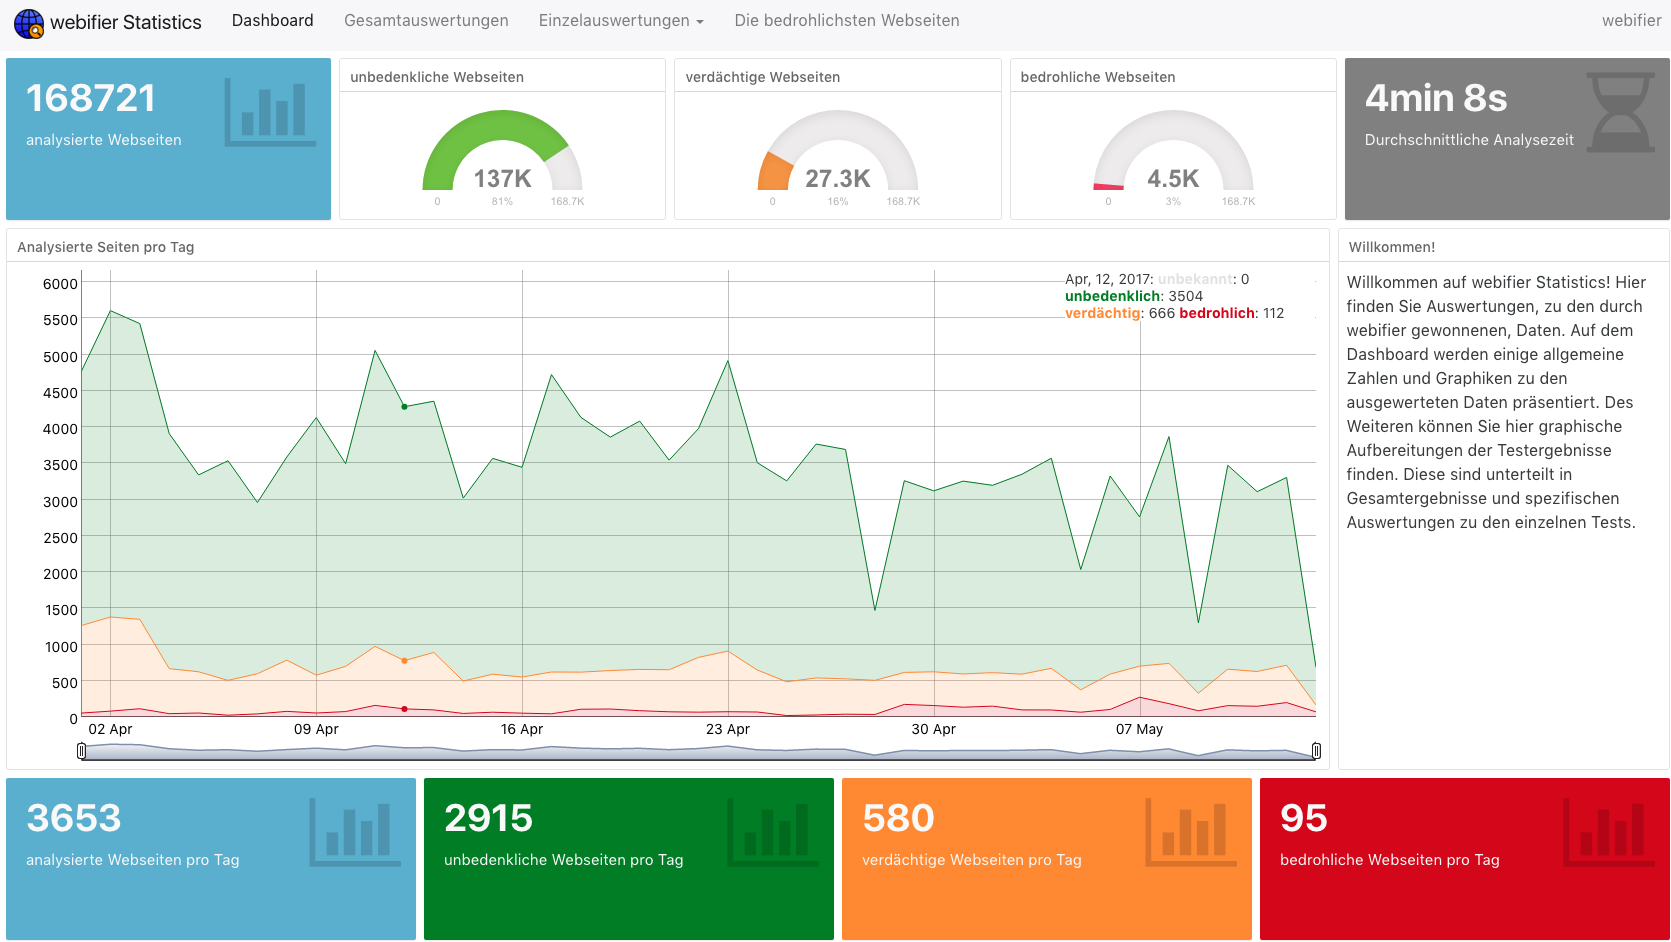 webifier Statistics Dashboard Gesamtauswertungen Einzelauswertungen Die bedrohlichsten Webseiten webifier
168721
analysierte Webseiten
unbedenkliche Webseiten
137K
0 81% 168.7K
verdächtige Webseiten
27.3K
0 16% 168.7K
bedrohliche Webseiten
4.5K
0 3% 168.7K
4min 8s
Durchschnittliche Analysezeit
Analysierte Seiten pro Tag
Apr, 12, 2017: unbekannt: 0
unbedenklich: 3504
verdächtig: 666 bedrohlich: 112
6000
5500
5000
4500
4000
3500
3000
2500
2000
1500
1000
500
0
02 Apr 09 Apr 16 Apr 23 Apr 30 Apr 07 May
Willkommen!
Willkommen auf webifier Statistics! Hier
finden Sie Auswertungen, zu den durch
webifier gewonnenen, Daten. Auf dem
Dashboard werden einige allgemeine
Zahlen und Graphiken zu den
ausgewerteten Daten präsentiert. Des
Weiteren können Sie hier graphische
Aufbereitungen der Testergebnisse
finden. Diese sind unterteilt in
Gesamtergebnisse und spezifischen
Auswertungen zu den einzelnen Tests.
3653
analysierte Webseiten pro Tag
2915
unbedenkliche Webseiten pro Tag
580
verdächtige Webseiten pro Tag
95
bedrohliche Webseiten pro Tag